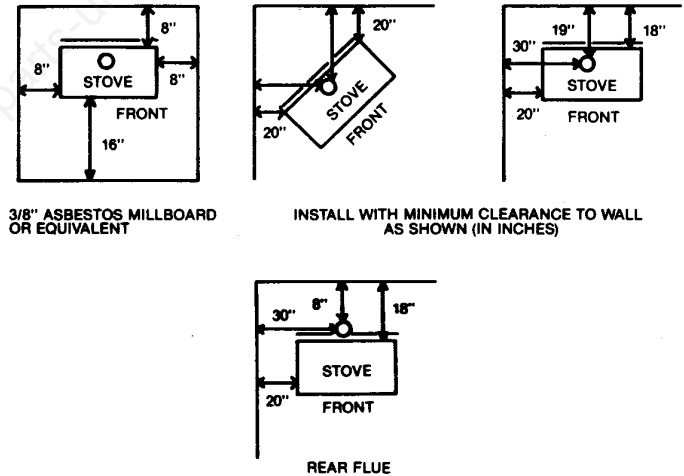 8"
8"
STOVE
8"
FRONT
16"
3/8" ASBESTOS MILLBOARD
OR EQUIVALENT
20"
STOVE
FRONT
20"
19"
18"
30"
STOVE
20"
FRONT
INSTALL WITH MINIMUM CLEARANCE TO WALL
AS SHOWN (IN INCHES)
8"
18"
30"
STOVE
20"
FRONT
REAR FLUE